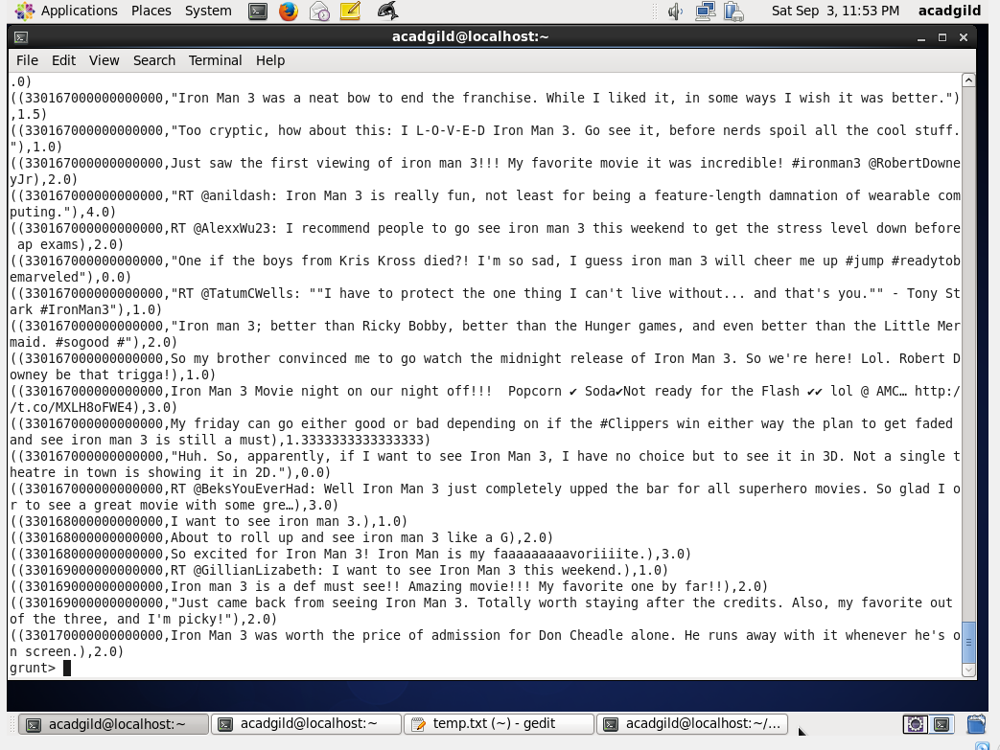 Applications Places System Sat Sep 3, 11:53 PM acadgild
acadgild@localhost:~
File Edit View Search Terminal Help
.0)
((330167000000000000,"Iron Man 3 was a neat bow to end the franchise. While I liked it, in some ways I wish it was better.")
,1.5)
((330167000000000000,"Too cryptic, how about this: I L-O-V-E-D Iron Man 3. Go see it, before nerds spoil all the cool stuff.
"),1.0)
((330167000000000000,Just saw the first viewing of iron man 3!!! My favorite movie it was incredible! #ironman3 @RobertDowne
yJr),2.0)
((330167000000000000,"RT @anildash: Iron Man 3 is really fun, not least for being a feature-length damnation of wearable com
puting."),4.0)
((330167000000000000,RT @AlexxWu23: I recommend people to go see iron man 3 this weekend to get the stress level down before
 ap exams),2.0)
((330167000000000000,"One if the boys from Kris Kross died?! I'm so sad, I guess iron man 3 will cheer me up #jump #readytob
emarveled"),0.0)
((330167000000000000,"RT @TatumCWells: ""I have to protect the one thing I can't live without... and that's you."" - Tony St
ark #IronMan3"),1.0)
((330167000000000000,"Iron man 3; better than Ricky Bobby, better than the Hunger games, and even better than the Little Mer
maid. #sogood #"),2.0)
((330167000000000000,So my brother convinced me to go watch the midnight release of Iron Man 3. So we're here! Lol. Robert D
owney be that trigga!),1.0)
((330167000000000000,Iron Man 3 Movie night on our night off!!!  Popcorn ✔ Soda✔Not ready for the Flash ✔✔ lol @ AMC… http:/
/t.co/MXLH8oFWE4),3.0)
((330167000000000000,My friday can go either good or bad depending on if the #Clippers win either way the plan to get faded
and see iron man 3 is still a must),1.3333333333333333)
((330167000000000000,"Huh. So, apparently, if I want to see Iron Man 3, I have no choice but to see it in 3D. Not a single t
heatre in town is showing it in 2D."),0.0)
((330167000000000000,RT @BeksYouEverHad: Well Iron Man 3 just completely upped the bar for all superhero movies. So glad I o
r to see a great movie with some gre…),3.0)
((330168000000000000,I want to see iron man 3.),1.0)
((330168000000000000,About to roll up and see iron man 3 like a G),2.0)
((330168000000000000,So excited for Iron Man 3! Iron Man is my faaaaaaaaavoriiiite.),3.0)
((330169000000000000,RT @GillianLizabeth: I want to see Iron Man 3 this weekend.),1.0)
((330169000000000000,Iron man 3 is a def must see!! Amazing movie!!! My favorite one by far!!),2.0)
((330169000000000000,"Just came back from seeing Iron Man 3. Totally worth staying after the credits. Also, my favorite out
of the three, and I'm picky!"),2.0)
((330170000000000000,Iron Man 3 was worth the price of admission for Don Cheadle alone. He runs away with it whenever he's o
n screen.),2.0)
grunt>
acadgild@localhost:~ acadgild@localhost:~ temp.txt (~) - gedit acadgild@localhost:~/...